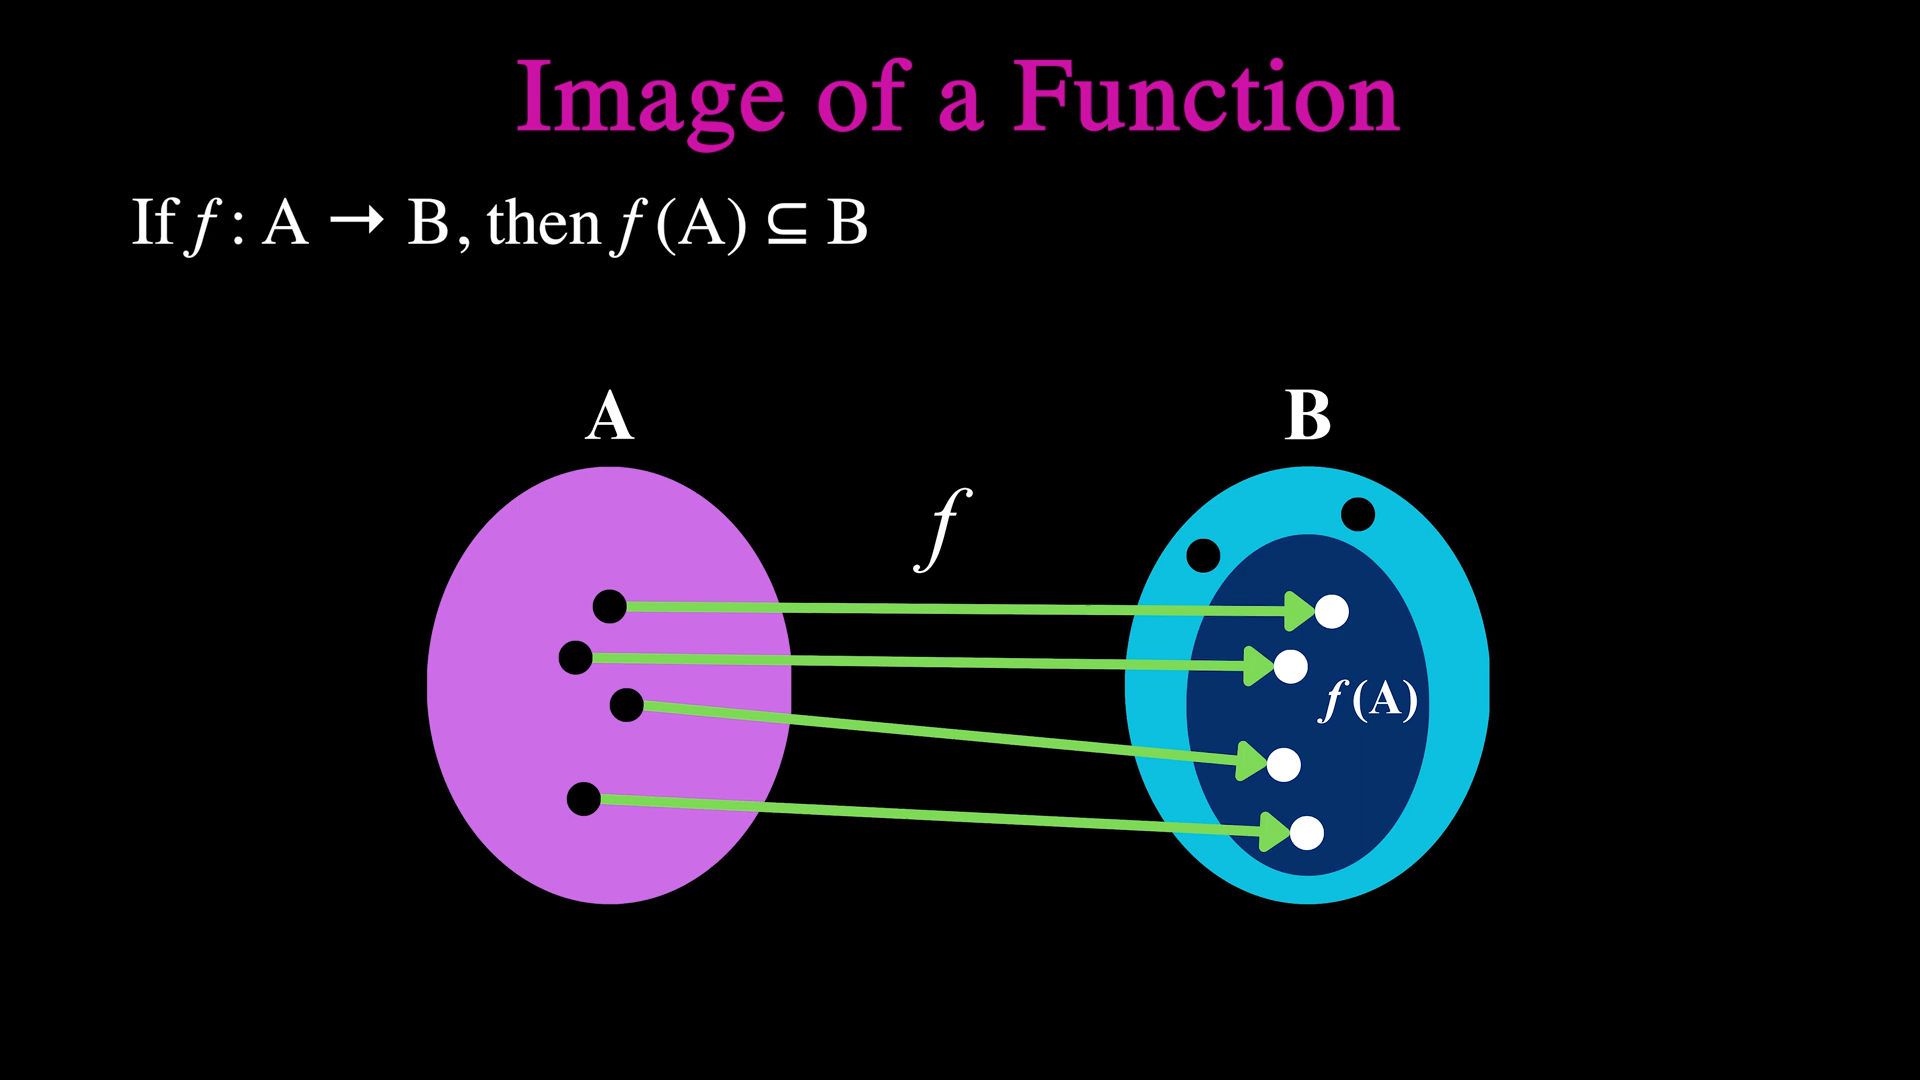 Image of a Function
If f : A → B, then f (A) ⊆ B
A
B
f
f (A)